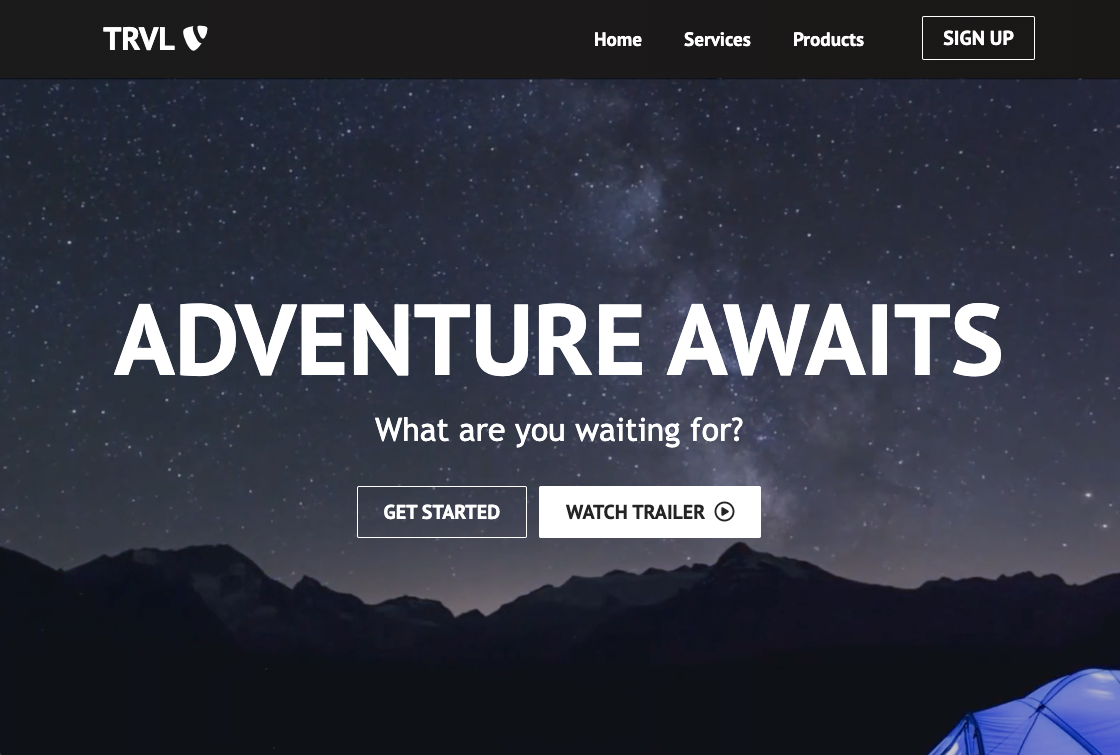 TRVL
Home Services Products SIGN UP
ADVENTURE AWAITS
What are you waiting for?
GET STARTED WATCH TRAILER